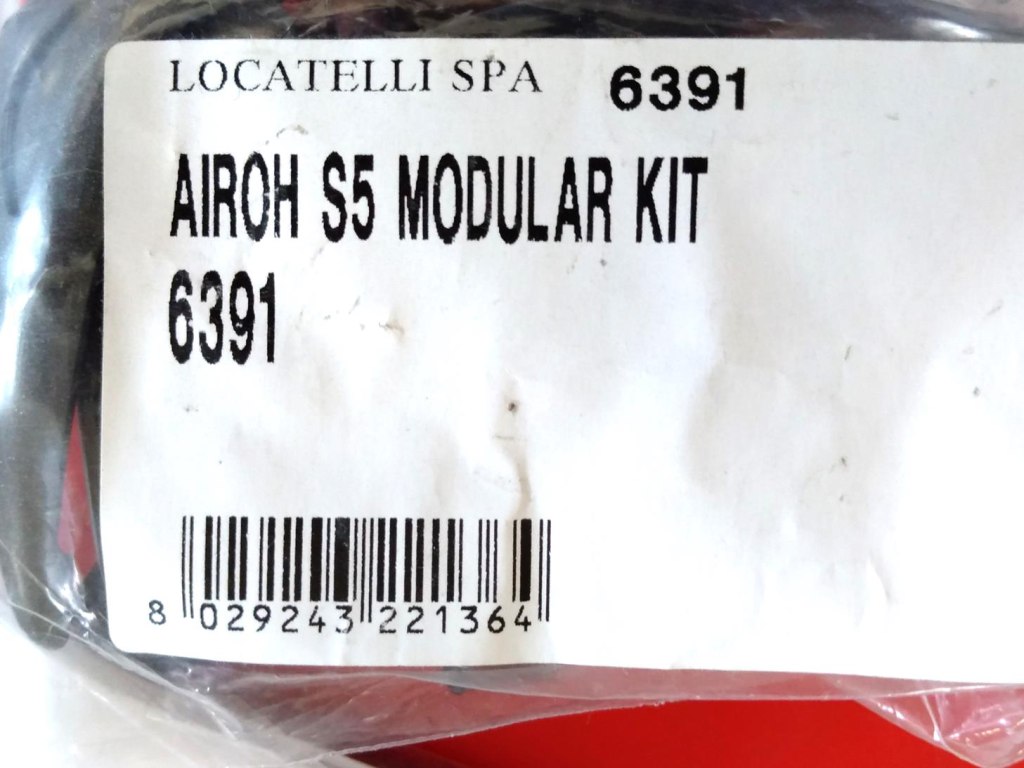 LOCATELLI SPA 6391
AIROH S5 MODULAR KIT
6391
8 029243 221364